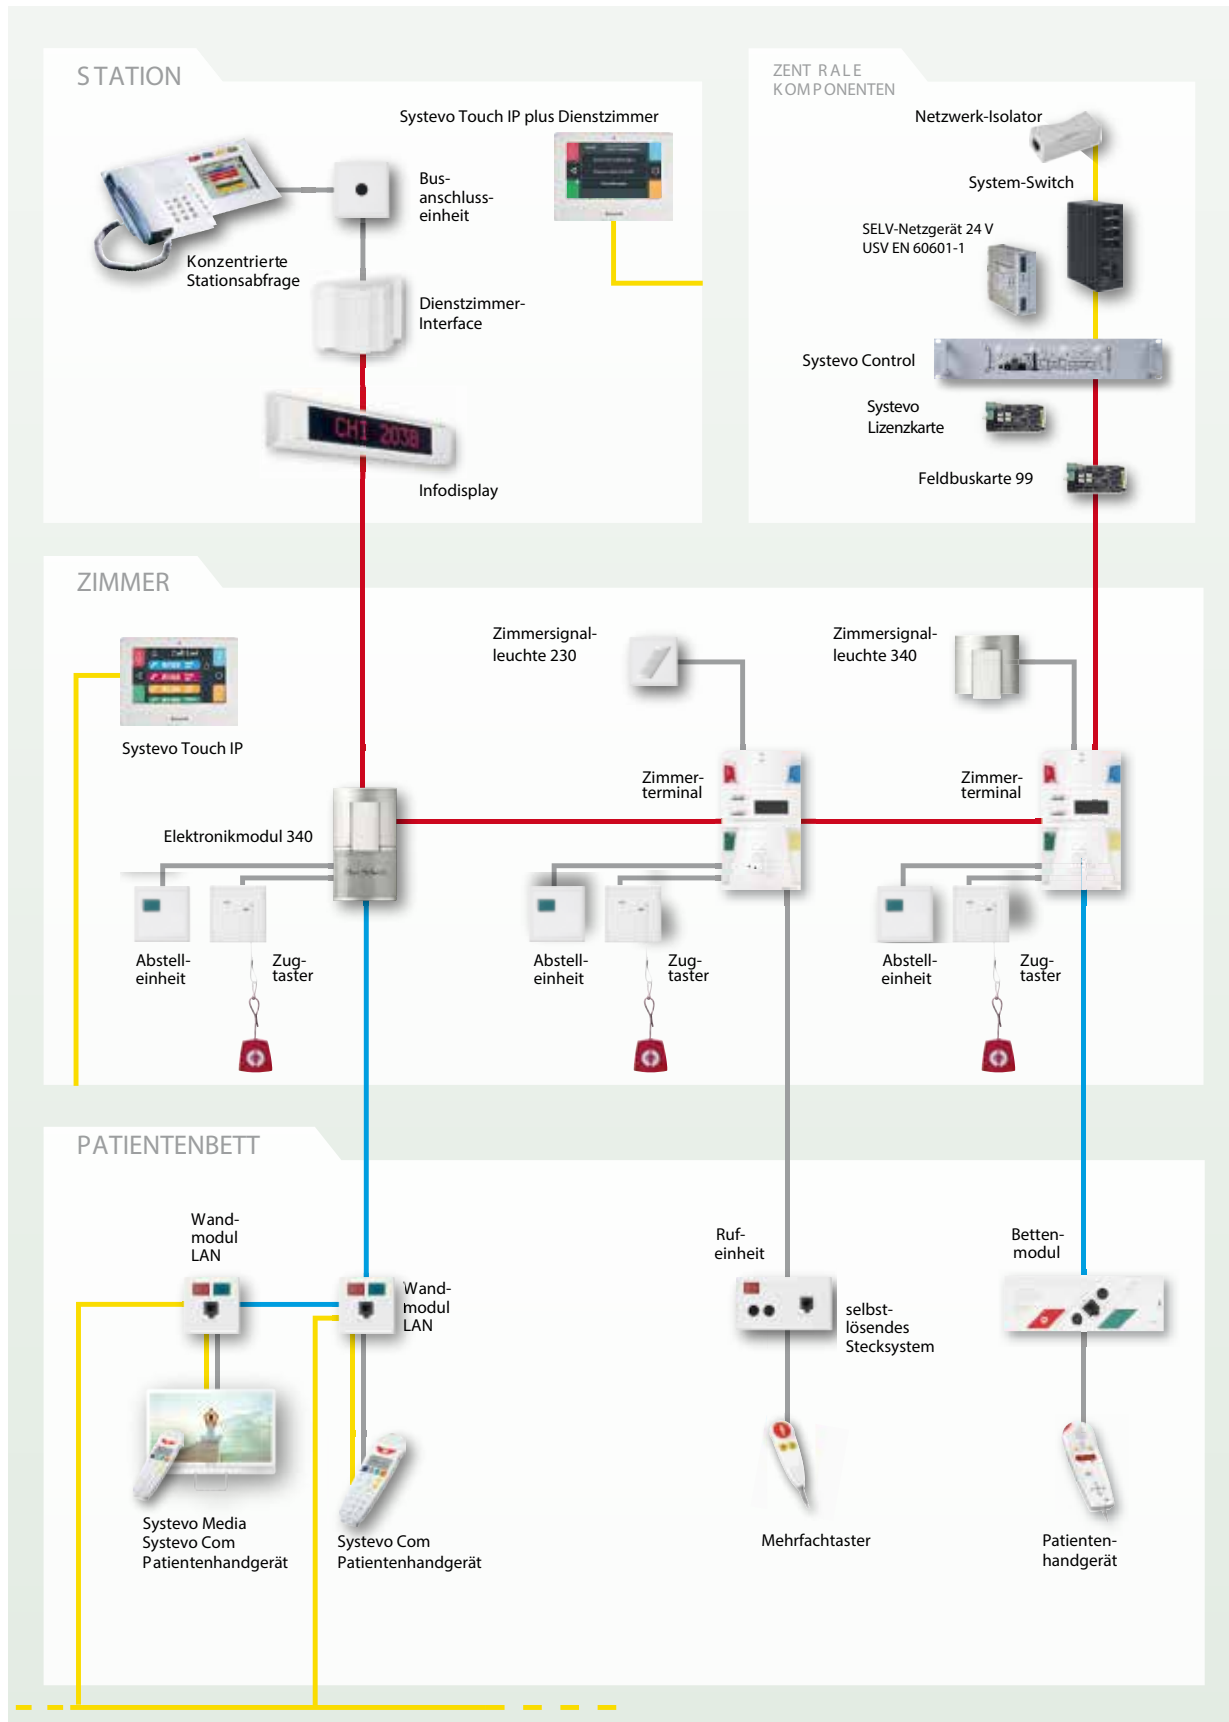 STATION
Systevo Touch IP plus Dienstzimmer
Bus-
anschluss-
einheit
Konzentrierte
Stationsabfrage
Dienstzimmer-
Interface
CHI 2038
Infodisplay
ZENTRALE
KOMPONENTEN
Netzwerk-Isolator
System-Switch
SELV-Netzgerät 24 V
USV EN 60601-1
Systevo Control
Systevo
Lizenzkarte
Feldbuskarte 99
ZIMMER
Systevo Touch IP
Zimmersignal-
leuchte 230
Zimmersignal-
leuchte 340
Zimmer-
terminal
Zimmer-
terminal
Elektronikmodul 340
Abstell-
einheit
Zug-
taster
Abstell-
einheit
Zug-
taster
Abstell-
einheit
Zug-
taster
PATIENTENBETT
Wand-
modul
LAN
Wand-
modul
LAN
Ruf-
einheit
selbst-
lösendes
Stecksystem
Betten-
modul
Systevo Media
Systevo Com
Patientenhandgerät
Systevo Com
Patientenhandgerät
Mehrfachtaster
Patienten-
handgerät